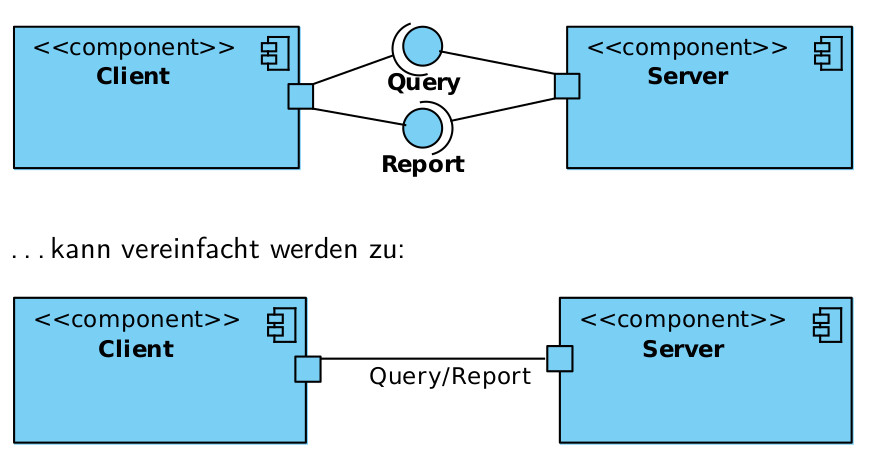 <<component>>
Client
<<component>>
Server
Query
Report
...kann vereinfacht werden zu:
<<component>>
Client
<<component>>
Server
Query/Report